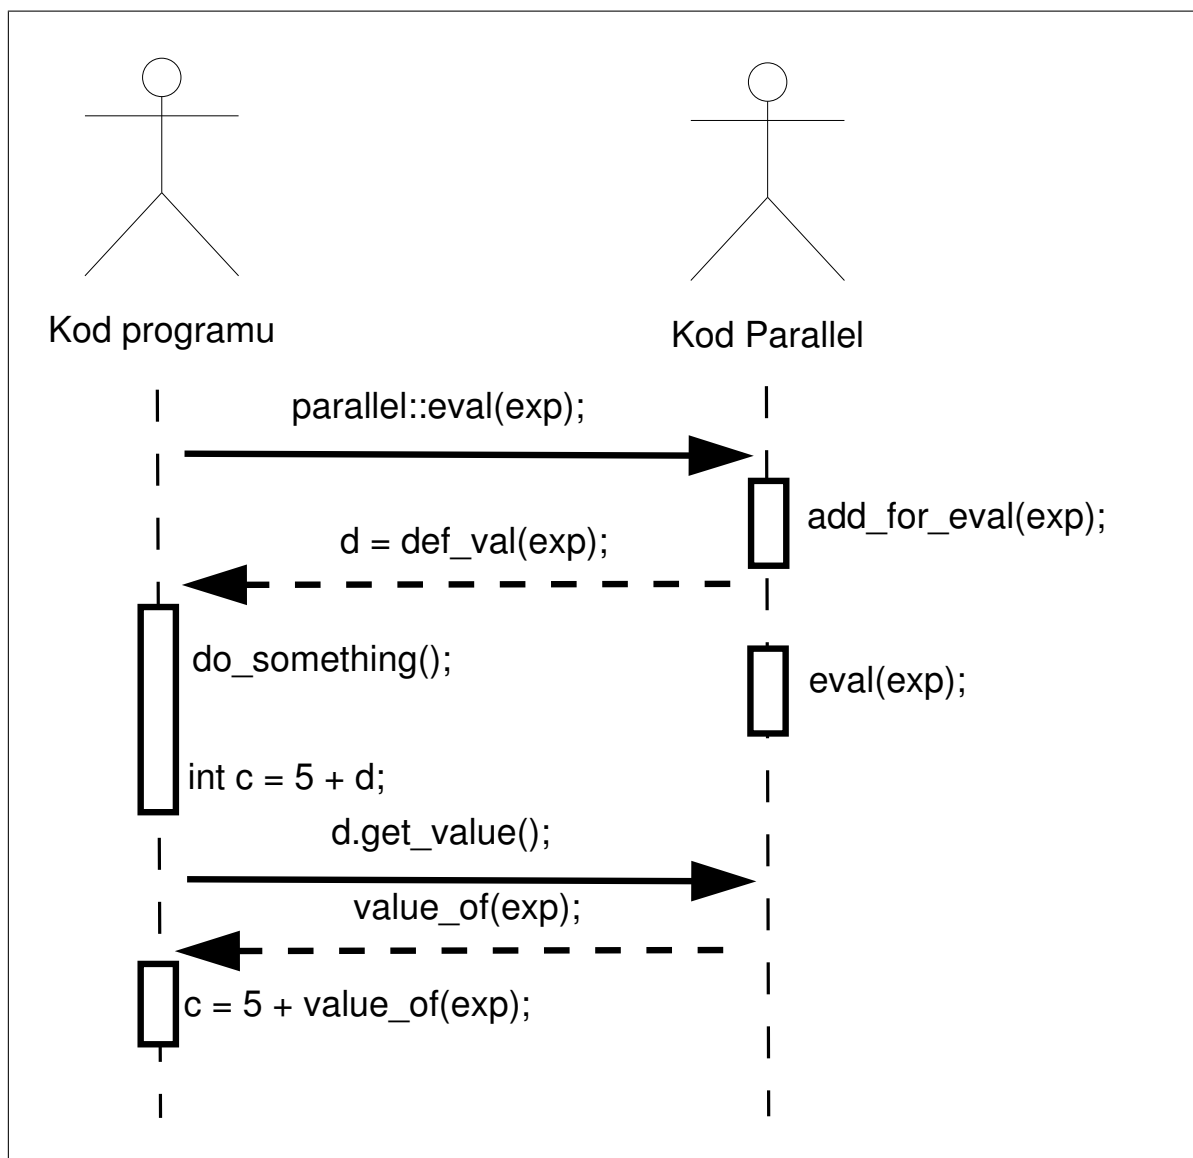 Kod programu
Kod Parallel
parallel::eval(exp);
add_for_eval(exp);
d = def_val(exp);
do_something();
eval(exp);
int c = 5 + d;
d.get_value();
value_of(exp);
c = 5 + value_of(exp);